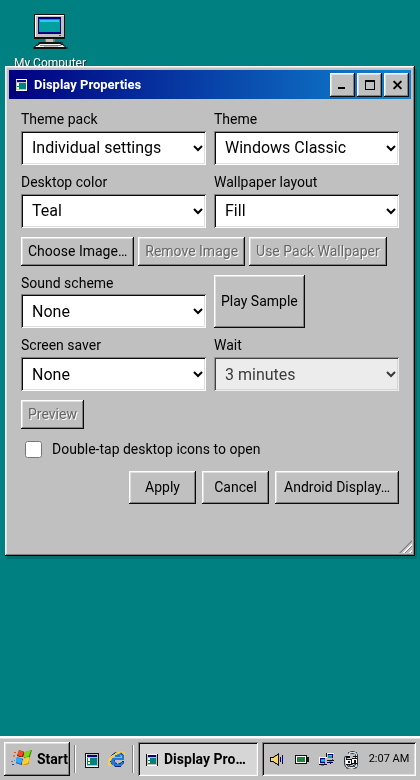 My Computer
Display Properties
Theme pack Theme
Individual settings Windows Classic
Desktop color Wallpaper layout
Teal Fill
Choose Image... Remove Image Use Pack Wallpaper
Sound scheme
None Play Sample
Screen saver Wait
None 3 minutes
Preview
Double-tap desktop icons to open
Apply Cancel Android Display...
Start Display Pro... 2:07 AM